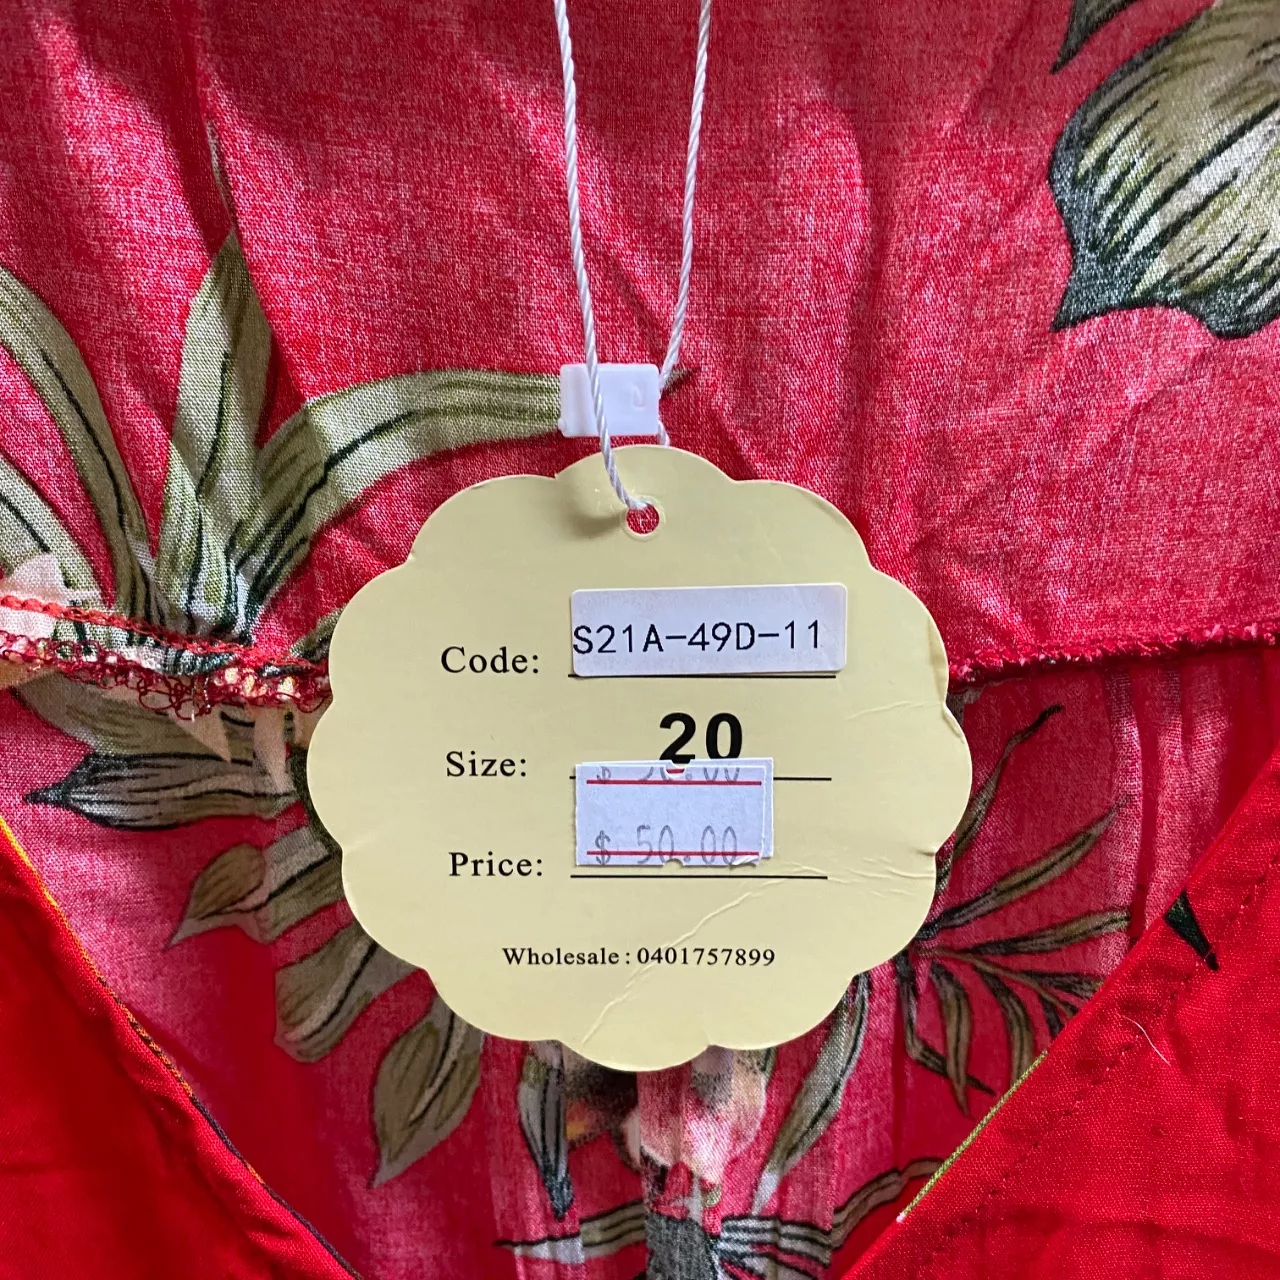 Code: S21A-49D-11
Size: 20
Price: $ 50.00
Wholesale: 0401757899